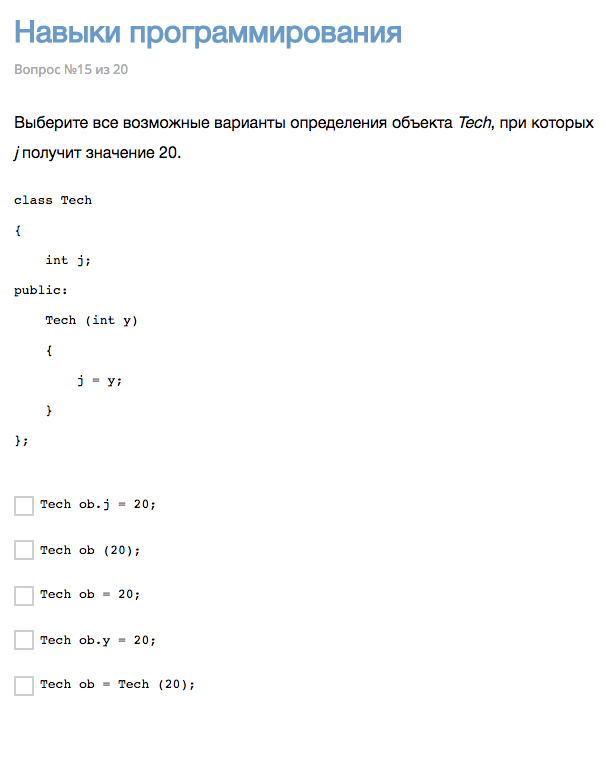 Навыки программирования
Вопрос №15 из 20
Выберите все возможные варианты определения объекта Tech, при которых
j получит значение 20.
class Tech
{
    int j;
public:
    Tech (int y)
    {
        j = y;
    }
};
Tech ob.j = 20;
Tech ob (20);
Tech ob = 20;
Tech ob.y = 20;
Tech ob = Tech (20);